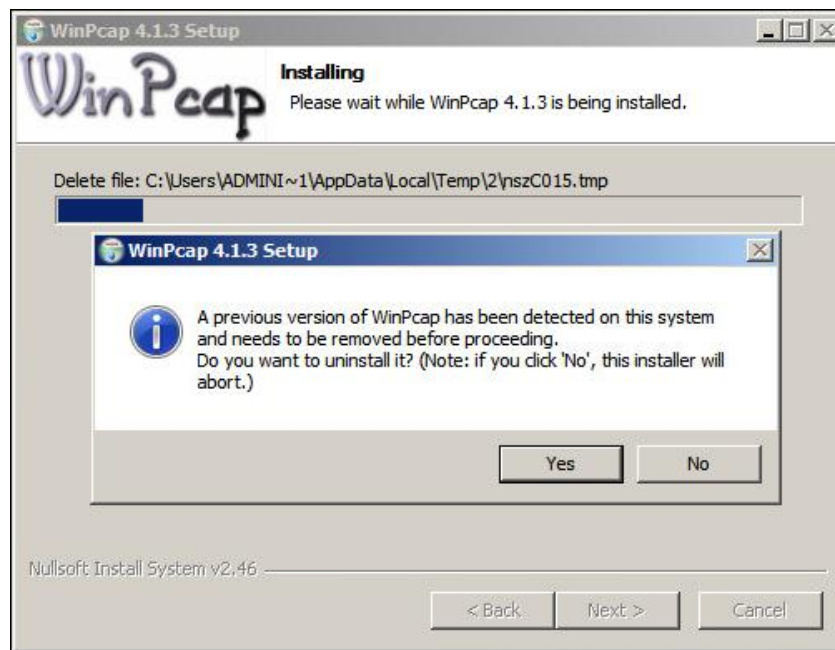 WinPcap 4.1.3 Setup
WinPcap
Installing
Please wait while WinPcap 4.1.3 is being installed.
Delete file: C:\Users\ADMINI~1\AppData\Local\Temp\2\nszC015.tmp
WinPcap 4.1.3 Setup
A previous version of WinPcap has been detected on this system
and needs to be removed before proceeding.
Do you want to uninstall it? (Note: if you click 'No', this installer will
abort.)
Yes
No
Nullsoft Install System v2.46
< Back
Next >
Cancel